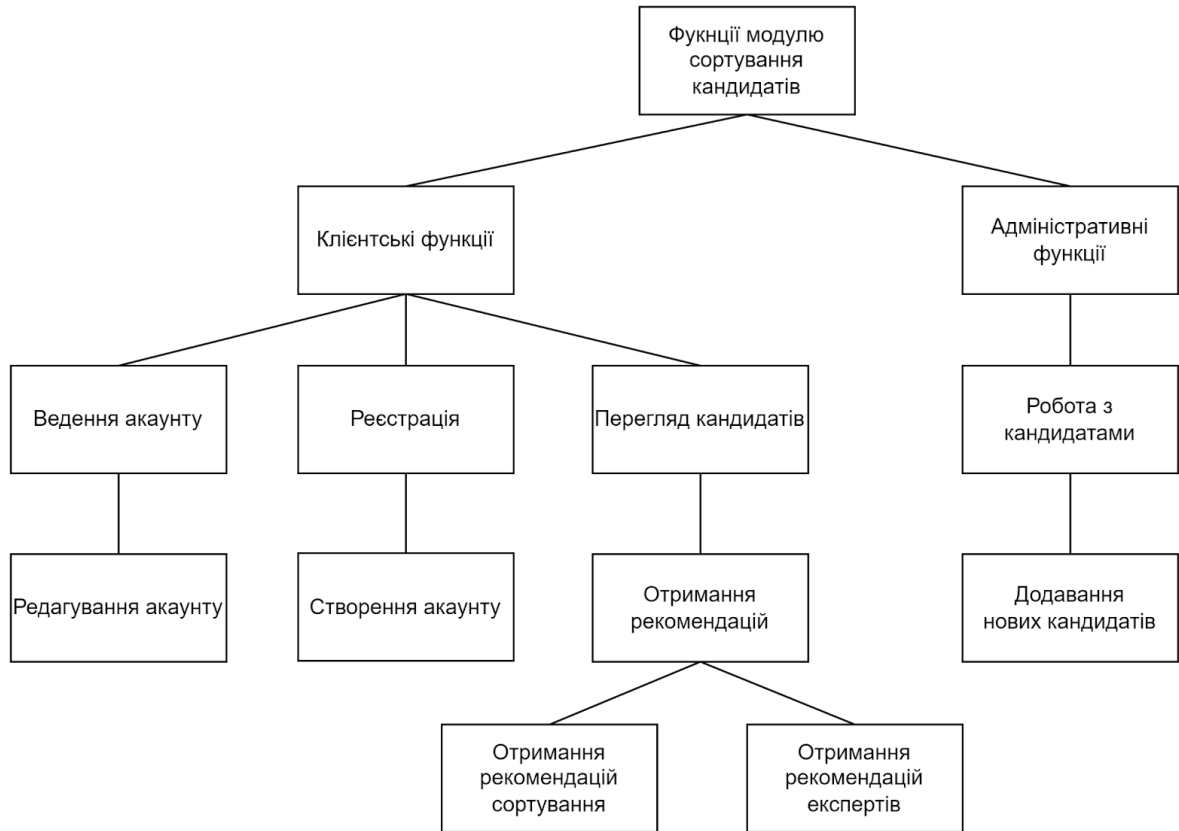 Фукнції модулю
сортування
кандидатів
Клієнтські функції
Адміністративні
функції
Ведення акаунту
Реєстрація
Перегляд кандидатів
Робота з
кандидатами
Редагування акаунту
Створення акаунту
Отримання
рекомендацій
Додавання
нових кандидатів
Отримання
рекомендацій
сортування
Отримання
рекомендацій
експертів